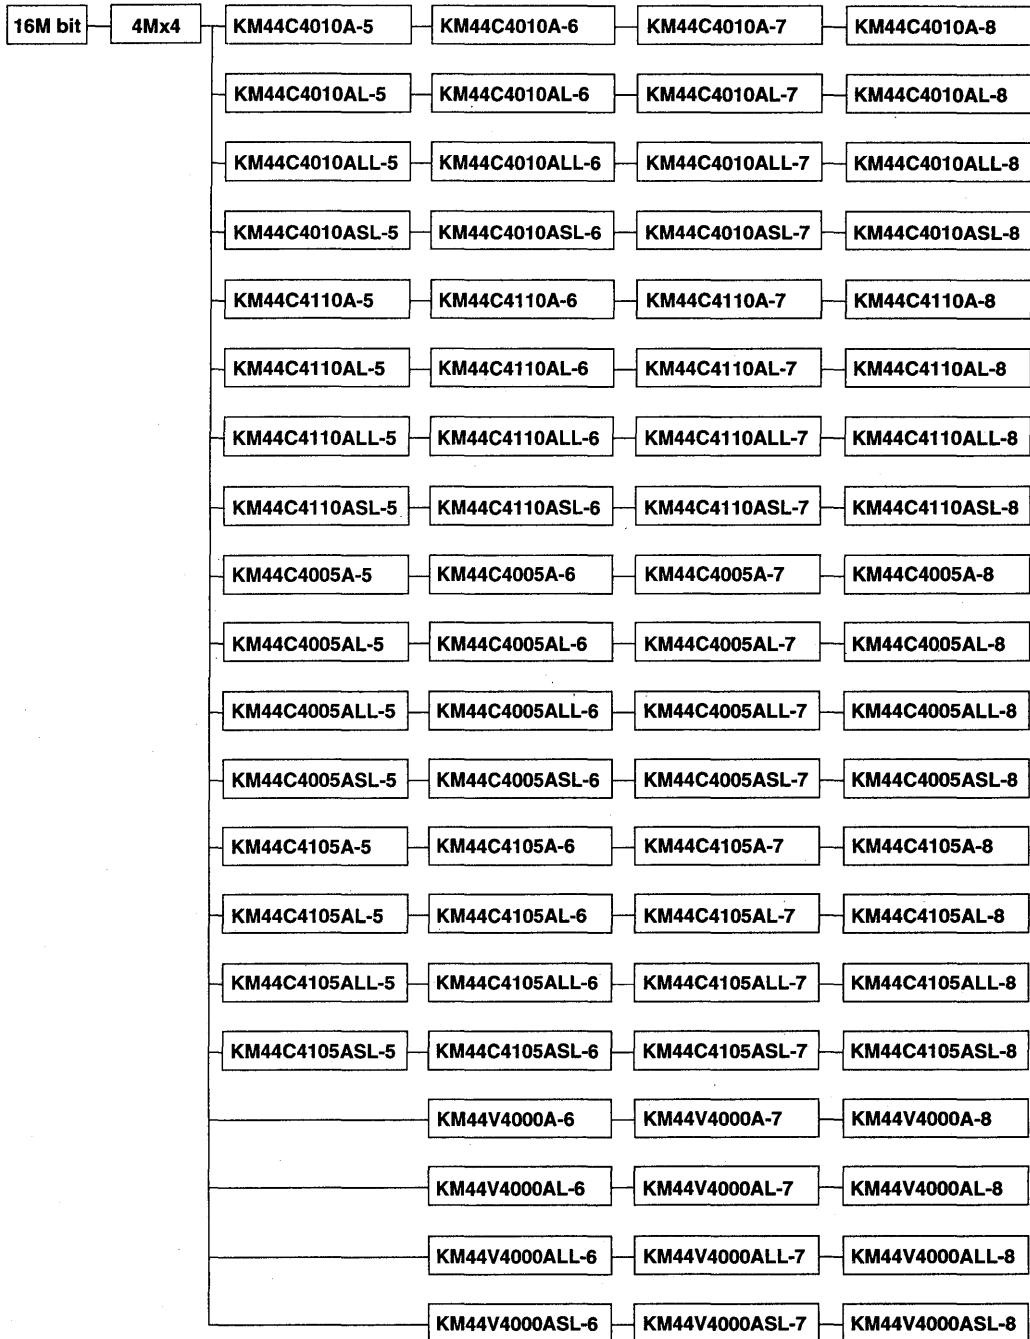 16M bit 4Mx4 KM44C4010A-5 KM44C4010A-6 KM44C4010A-7 KM44C4010A-8
KM44C4010AL-5 KM44C4010AL-6 KM44C4010AL-7 KM44C4010AL-8
KM44C4010ALL-5 KM44C4010ALL-6 KM44C4010ALL-7 KM44C4010ALL-8
KM44C4010ASL-5 KM44C4010ASL-6 KM44C4010ASL-7 KM44C4010ASL-8
KM44C4110A-5 KM44C4110A-6 KM44C4110A-7 KM44C4110A-8
KM44C4110AL-5 KM44C4110AL-6 KM44C4110AL-7 KM44C4110AL-8
KM44C4110ALL-5 KM44C4110ALL-6 KM44C4110ALL-7 KM44C4110ALL-8
KM44C4110ASL-5 KM44C4110ASL-6 KM44C4110ASL-7 KM44C4110ASL-8
KM44C4005A-5 KM44C4005A-6 KM44C4005A-7 KM44C4005A-8
KM44C4005AL-5 KM44C4005AL-6 KM44C4005AL-7 KM44C4005AL-8
KM44C4005ALL-5 KM44C4005ALL-6 KM44C4005ALL-7 KM44C4005ALL-8
KM44C4005ASL-5 KM44C4005ASL-6 KM44C4005ASL-7 KM44C4005ASL-8
KM44C4105A-5 KM44C4105A-6 KM44C4105A-7 KM44C4105A-8
KM44C4105AL-5 KM44C4105AL-6 KM44C4105AL-7 KM44C4105AL-8
KM44C4105ALL-5 KM44C4105ALL-6 KM44C4105ALL-7 KM44C4105ALL-8
KM44C4105ASL-5 KM44C4105ASL-6 KM44C4105ASL-7 KM44C4105ASL-8
KM44V4000A-6 KM44V4000A-7 KM44V4000A-8
KM44V4000AL-6 KM44V4000AL-7 KM44V4000AL-8
KM44V4000ALL-6 KM44V4000ALL-7 KM44V4000ALL-8
KM44V4000ASL-6 KM44V4000ASL-7 KM44V4000ASL-8